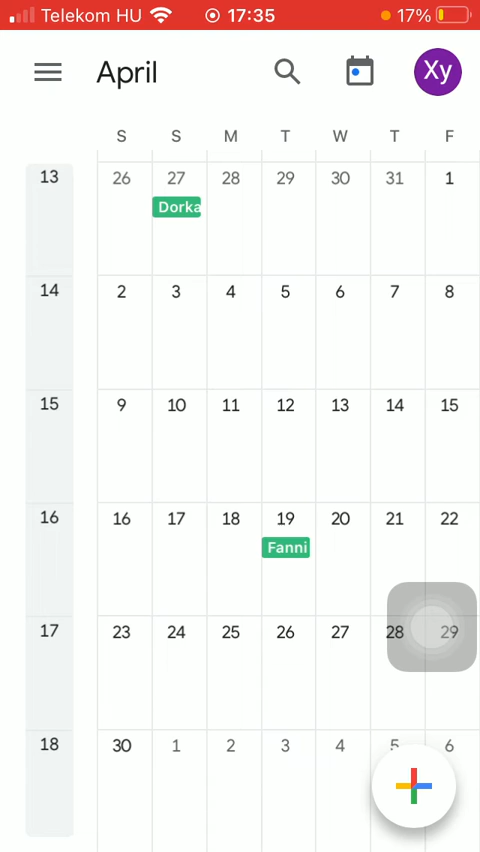 Telekom HU 17:35 17%
April Xy
S S M T W T F
13 26 27 28 29 30 31 1
Dorka
14 2 3 4 5 6 7 8
15 9 10 11 12 13 14 15
16 16 17 18 19 20 21 22
Fanni
17 23 24 25 26 27 28 29
18 30 1 2 3 4 5 6